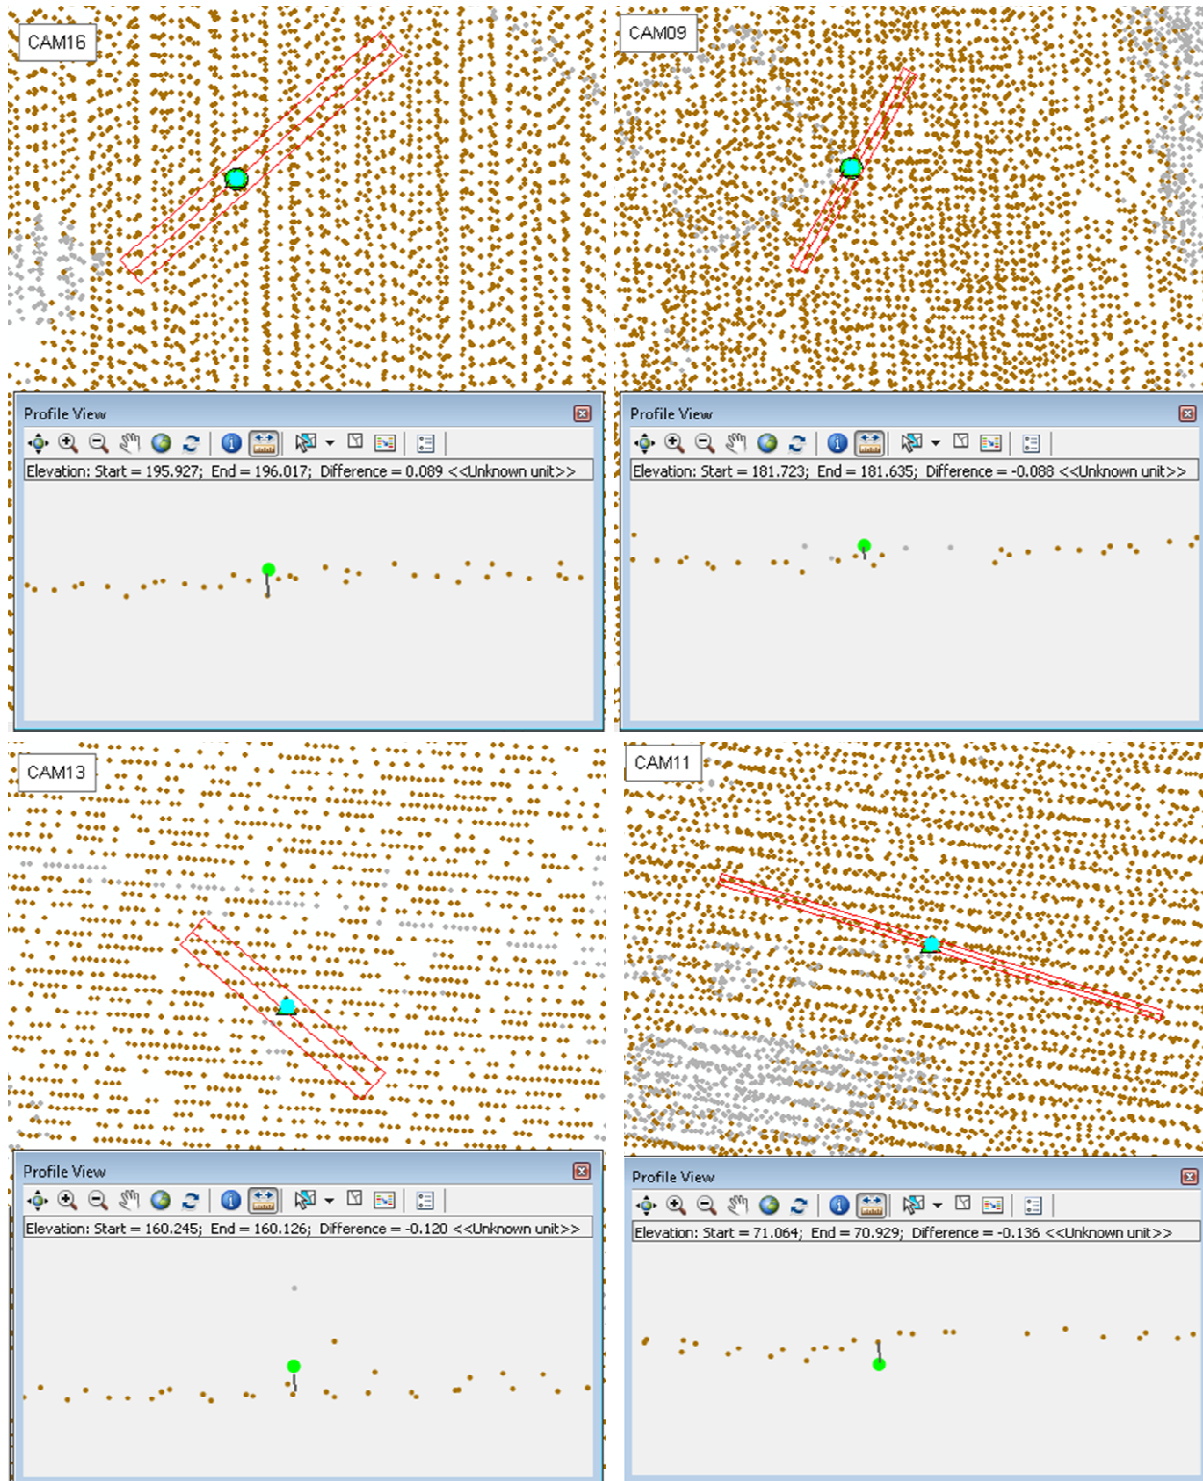 CAM16
CAM09
Profile View
Profile View
Elevation: Start = 195.927; End = 196.017; Difference = 0.089 <<Unknown unit>>
Elevation: Start = 181.723; End = 181.635; Difference = -0.088 <<Unknown unit>>
CAM13
CAM11
Profile View
Profile View
Elevation: Start = 160.245; End = 160.126; Difference = -0.120 <<Unknown unit>>
Elevation: Start = 71.064; End = 70.929; Difference = -0.136 <<Unknown unit>>